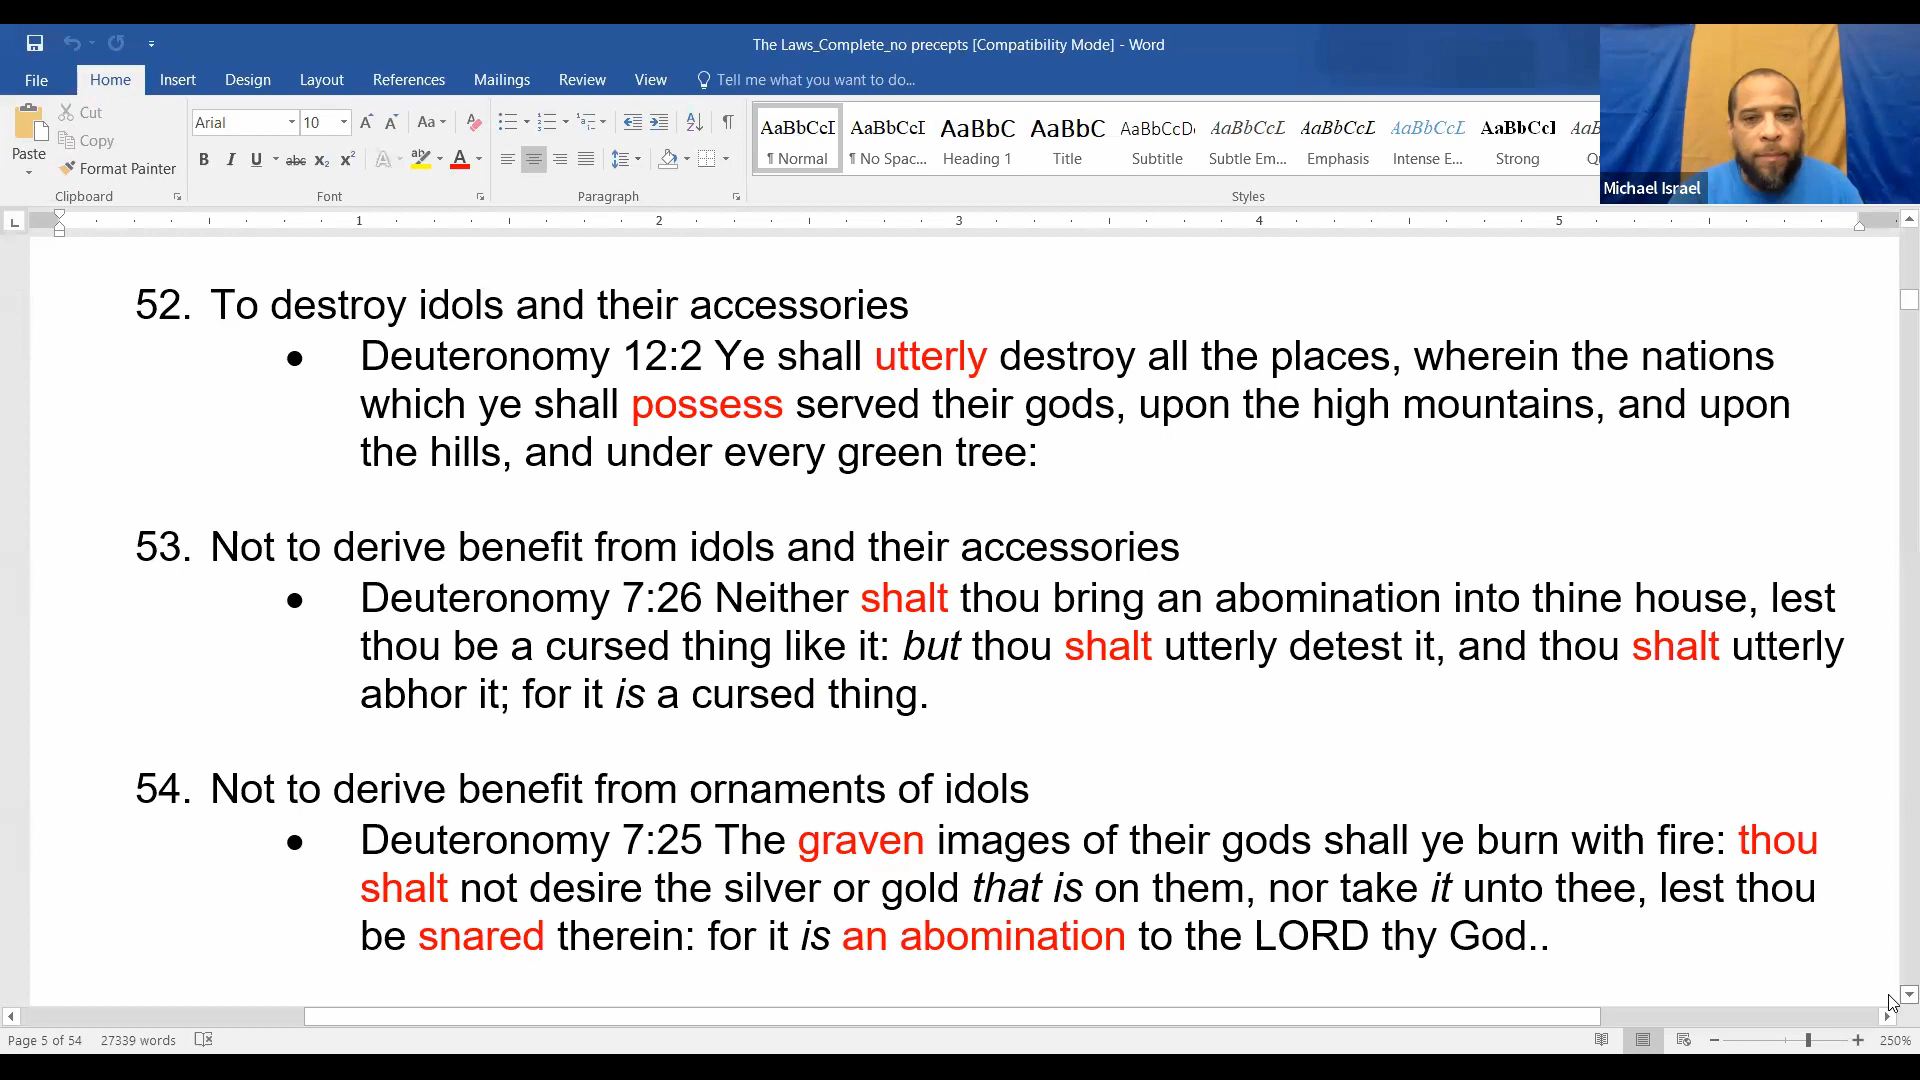 The Laws_Complete_no precepts [Compatibility Mode] - Word
File Home Insert Design Layout References Mailings Review View Tell me what you want to do...
Paste
Cut
Copy
Format Painter
Clipboard
Arial 10
Font
Paragraph
AaBbCcI AaBbCcI AaBbC AaBbC AaBbCcD AaBbCcL AaBbCcL AaBbCcL AaBbCcI
¶ Normal ¶ No Spac... Heading 1 Title Subtitle Subtle Em... Emphasis Intense E... Strong
Styles
Michael Israel
1 2 3 4 5
52. To destroy idols and their accessories
• Deuteronomy 12:2 Ye shall utterly destroy all the places, wherein the nations
which ye shall possess served their gods, upon the high mountains, and upon
the hills, and under every green tree:
53. Not to derive benefit from idols and their accessories
• Deuteronomy 7:26 Neither shalt thou bring an abomination into thine house, lest
thou be a cursed thing like it: but thou shalt utterly detest it, and thou shalt utterly
abhor it; for it is a cursed thing.
54. Not to derive benefit from ornaments of idols
• Deuteronomy 7:25 The graven images of their gods shall ye burn with fire: thou
shalt not desire the silver or gold that is on them, nor take it unto thee, lest thou
be snared therein: for it is an abomination to the LORD thy God..
Page 5 of 54 27339 words 250%